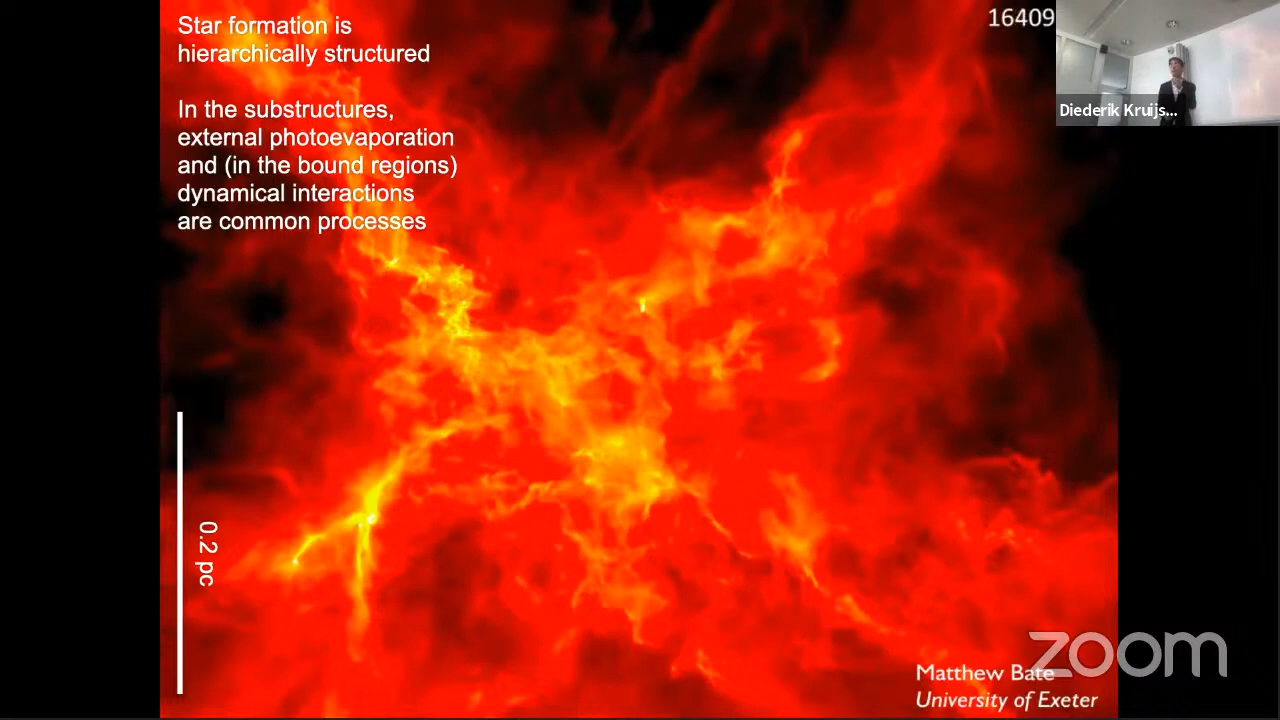 Star formation is
hierarchically structured
In the substructures,
external photoevaporation
and (in the bound regions)
dynamical interactions
are common processes
16409
Diederik Kruijs...
0.2 pc
Matthew Bate
University of Exeter
zoom